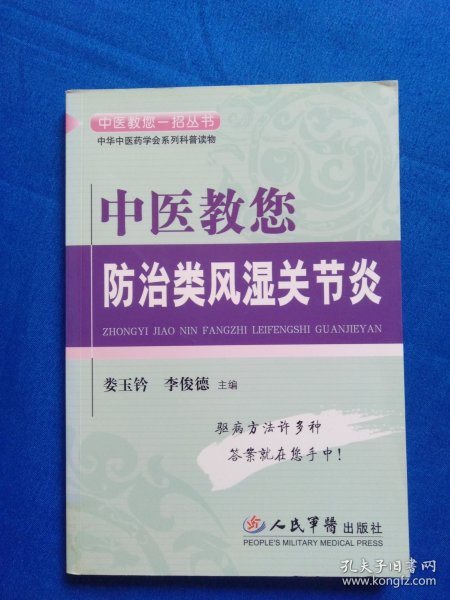 中医教您一招丛书
中华中医药学会系列科普读物
中医教您
防治类风湿关节炎
ZHONGYI JIAO NIN FANGZHI LEIFENGSHI GUANJIEYAN
娄玉钤 李俊德 主编
驱病方法许多种
答案就在您手中!
人民军醫出版社
PEOPLE'S MILITARY MEDICAL PRESS
孔夫子旧书网
www.kongfz.com